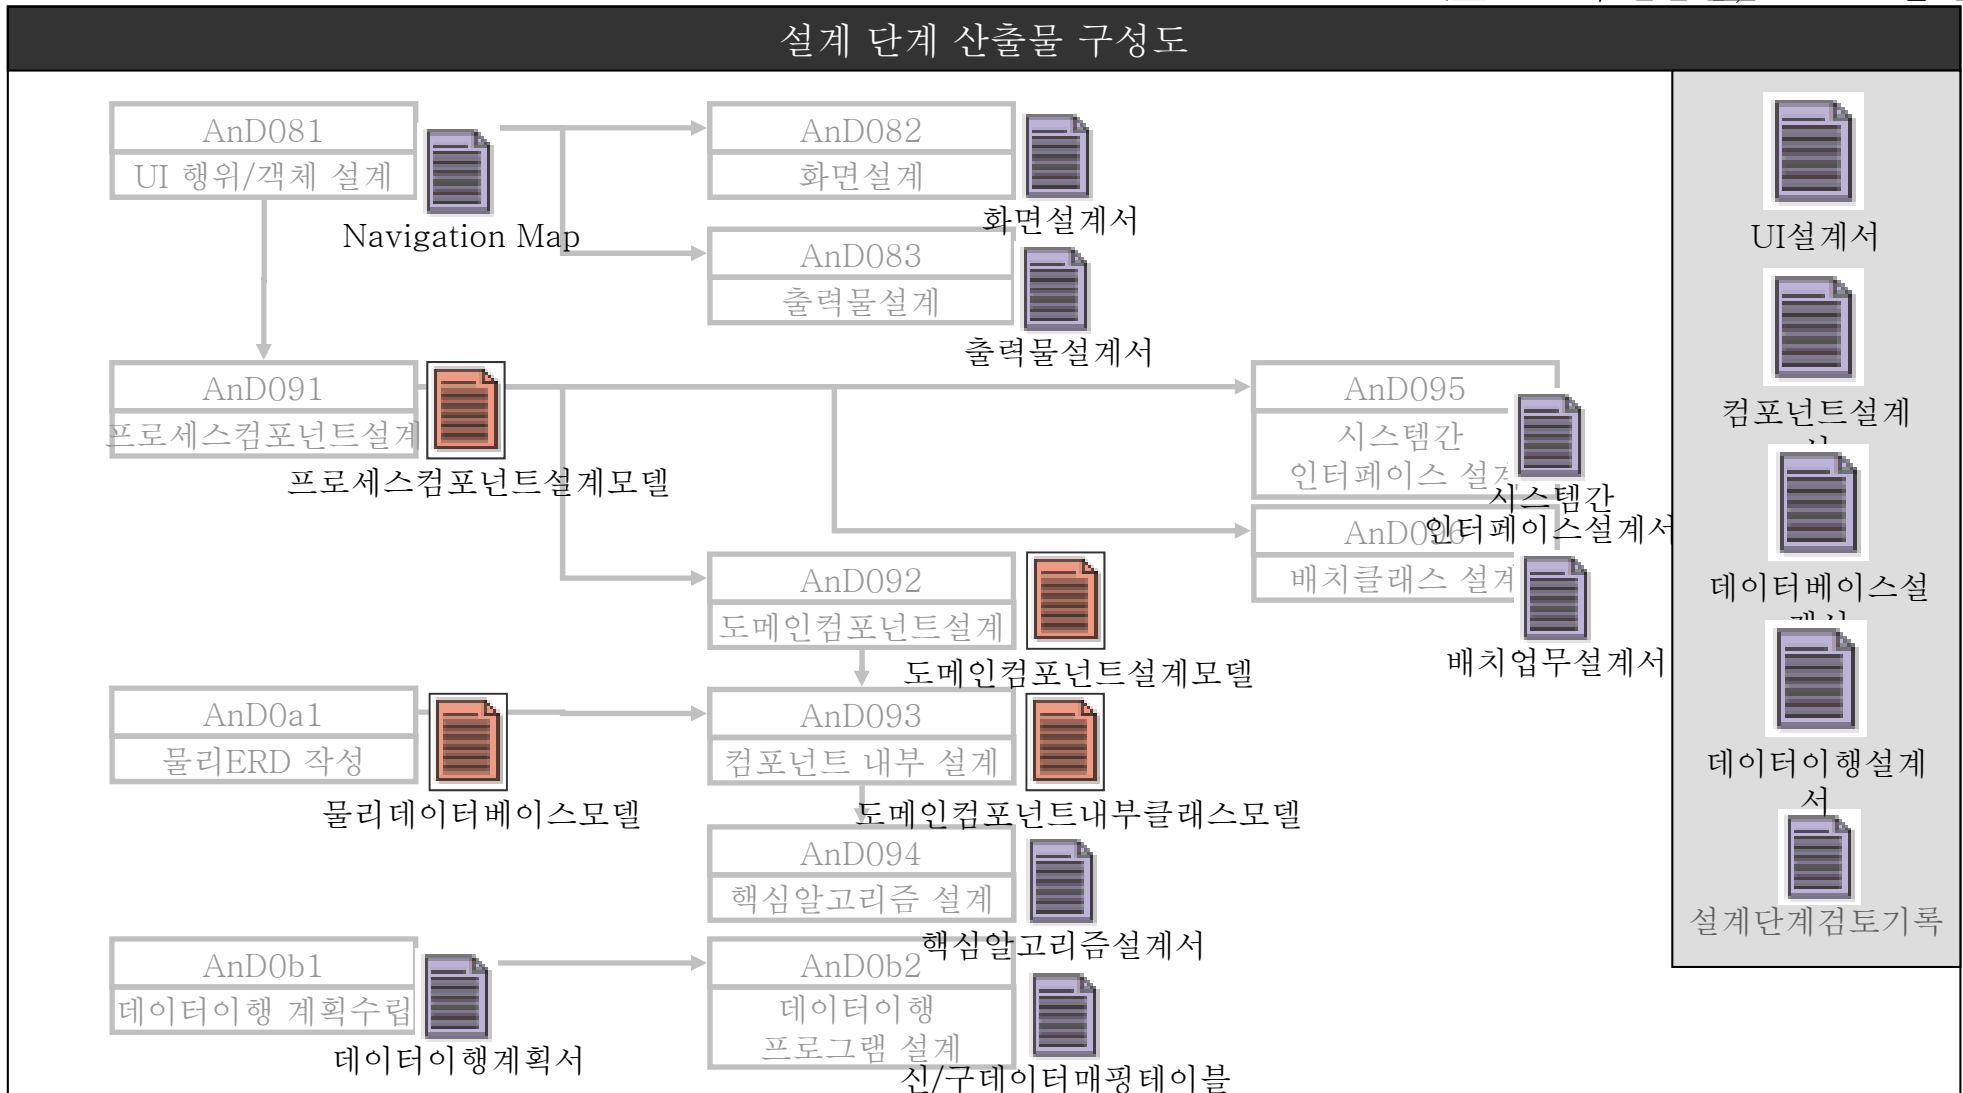 설계 단계 산출물 구성도
AnD081
UI 행위/객체 설계
Navigation Map
AnD082
화면설계
화면설계서
AnD083
출력물설계
출력물설계서
AnD091
프로세스컴포넌트설계
프로세스컴포넌트설계모델
AnD095
시스템간
인터페이스 설계
시스템간
인터페이스설계서
AnD096
배치클래스 설계
배치업무설계서
AnD092
도메인컴포넌트설계
도메인컴포넌트설계모델
AnD0a1
물리ERD 작성
물리데이터베이스모델
AnD093
컴포넌트 내부 설계
도메인컴포넌트내부클래스모델
AnD094
핵심알고리즘 설계
핵심알고리즘설계서
AnD0b1
데이터이행 계획수립
데이터이행계획서
AnD0b2
데이터이행
프로그램 설계
신/구데이터매핑테이블
UI설계서
컴포넌트설계
서
데이터베이스설
계서
데이터이행설계
서
설계단계검토기록